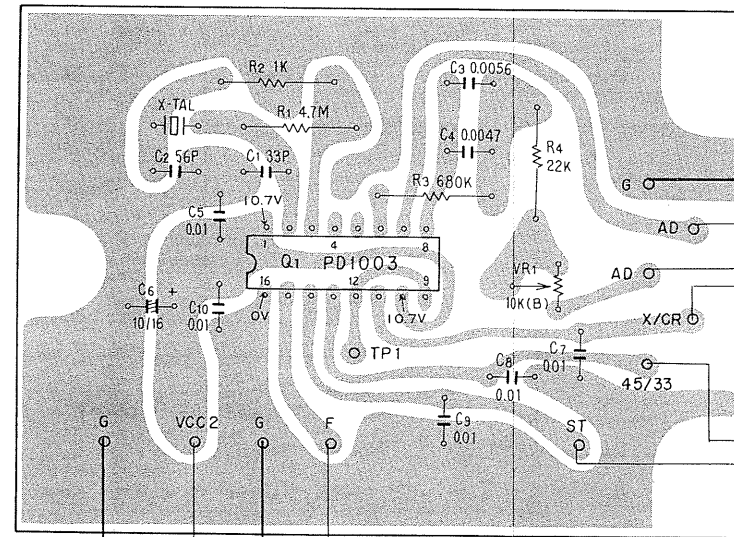 R2 1K
X-TAL
R1 4.7M
C3 0.0056
C4 0.0047
R4
22K
C2 56P
C1 33P
G
R3 680K
10.7V
C5
0.01
AD
1
4
8
Q1 PD1003
AD
VR1
10K(B)
16
12
9
C6
+
10/16
C10
0.01
0V
10.7V
X/CR
TP1
C7
0.01
C8
0.01
45/33
C9
0.01
G
VCC2
G
F
ST